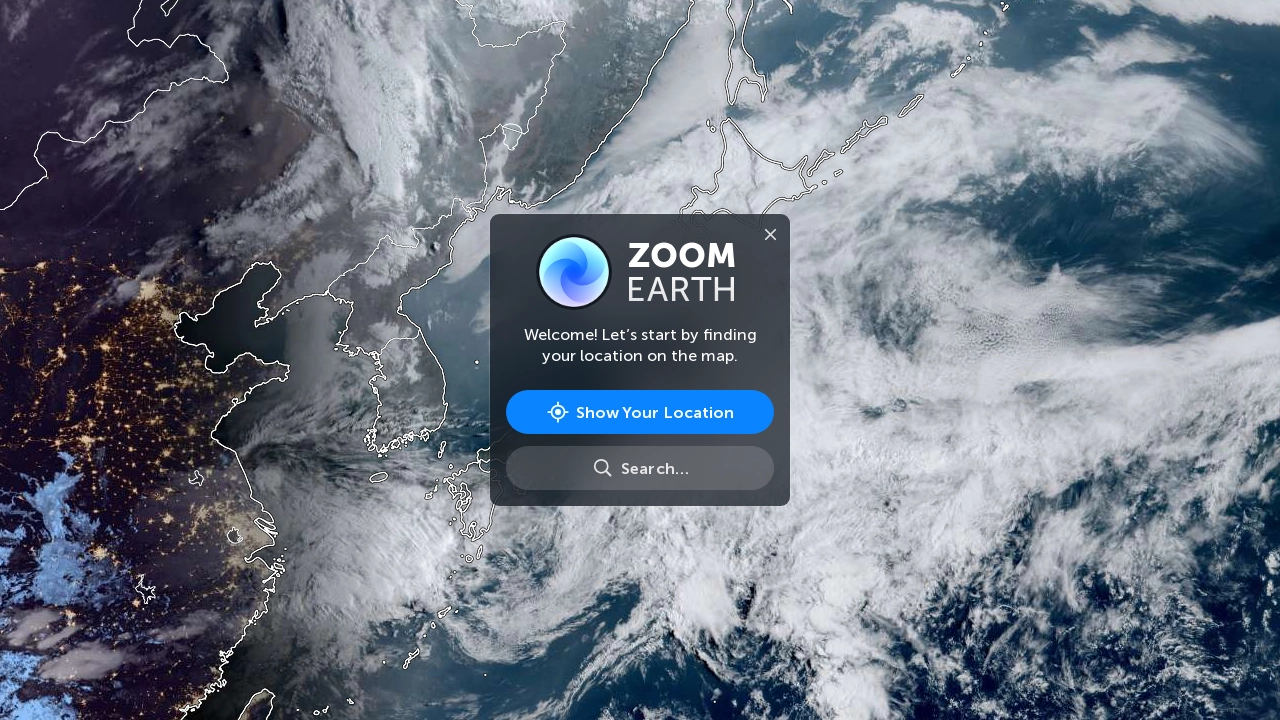 ZOOM
EARTH
Welcome! Let’s start by finding
your location on the map.
Show Your Location
Search…